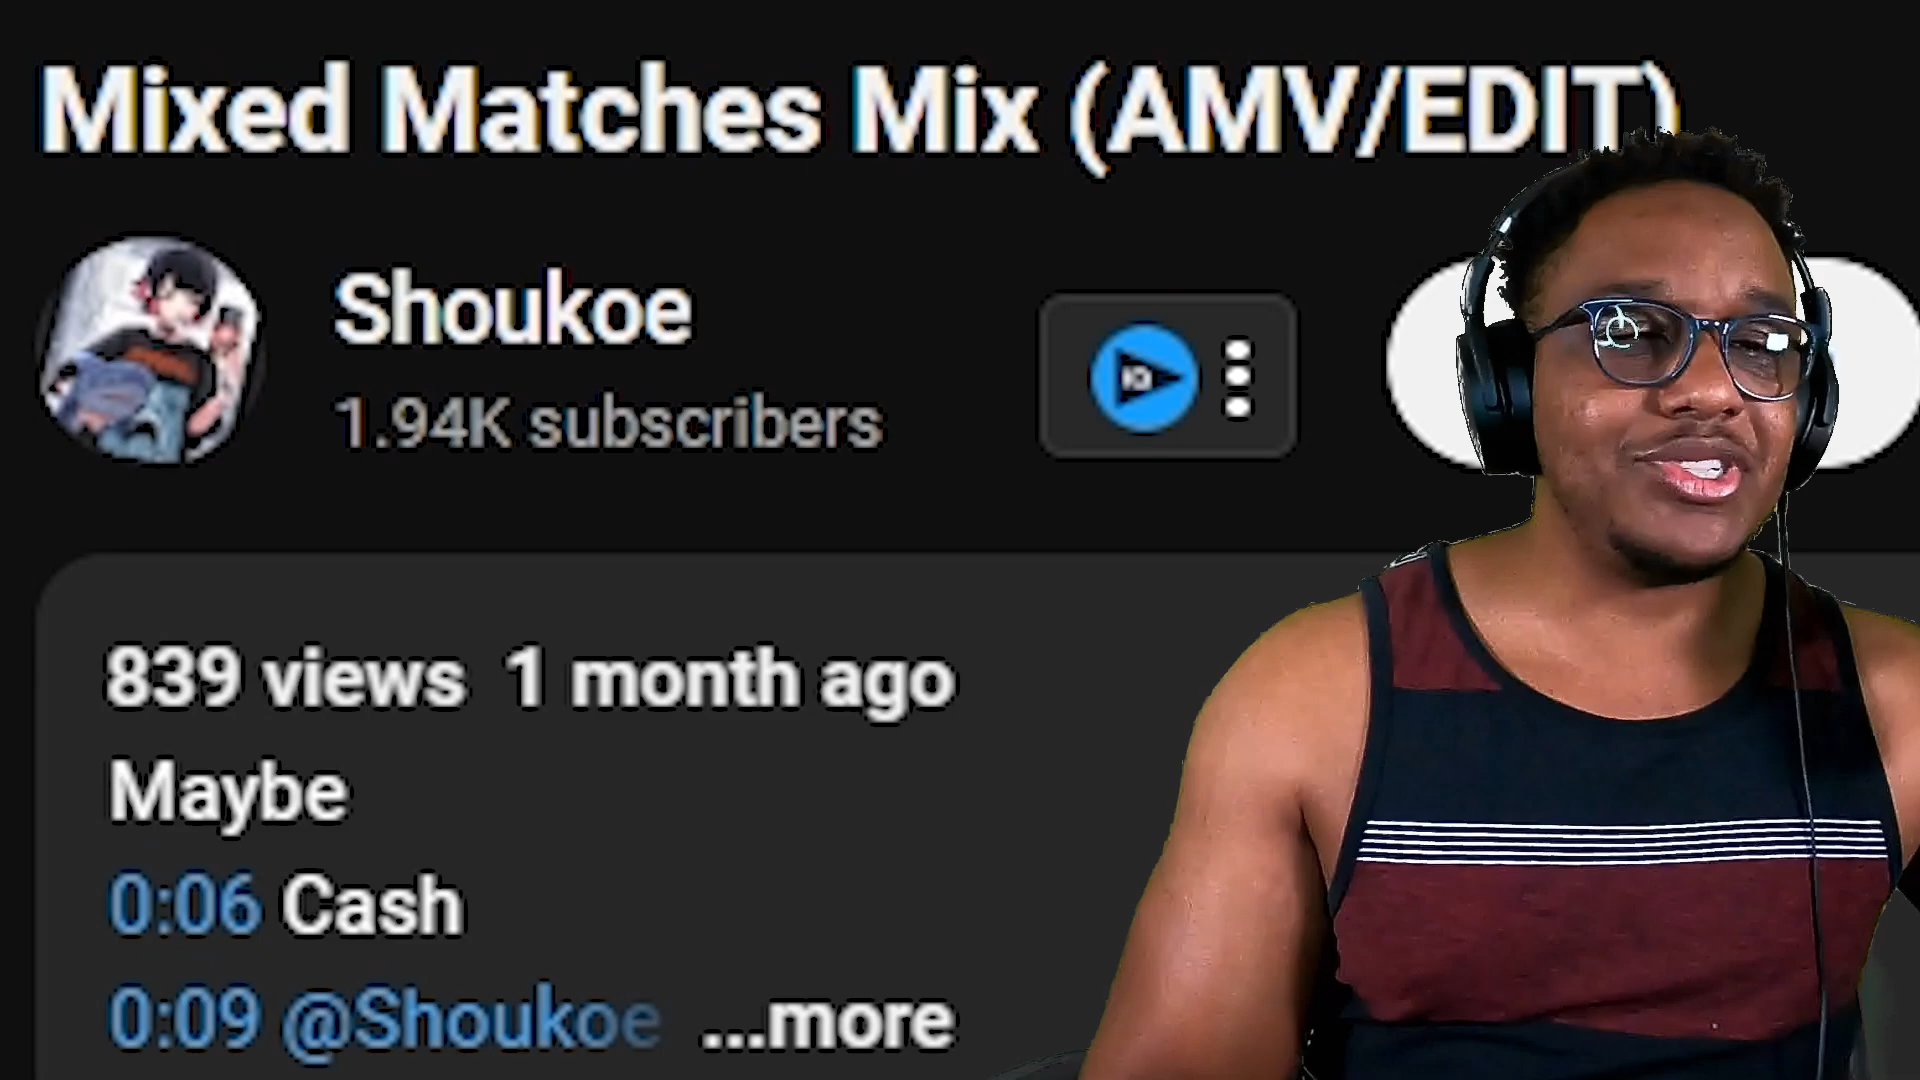 Mixed Matches Mix (AMV/EDIT)
Shoukoe
1.94K subscribers
IQ
839 views 1 month ago
Maybe
0:06 Cash
0:09 @Shoukoe ...more